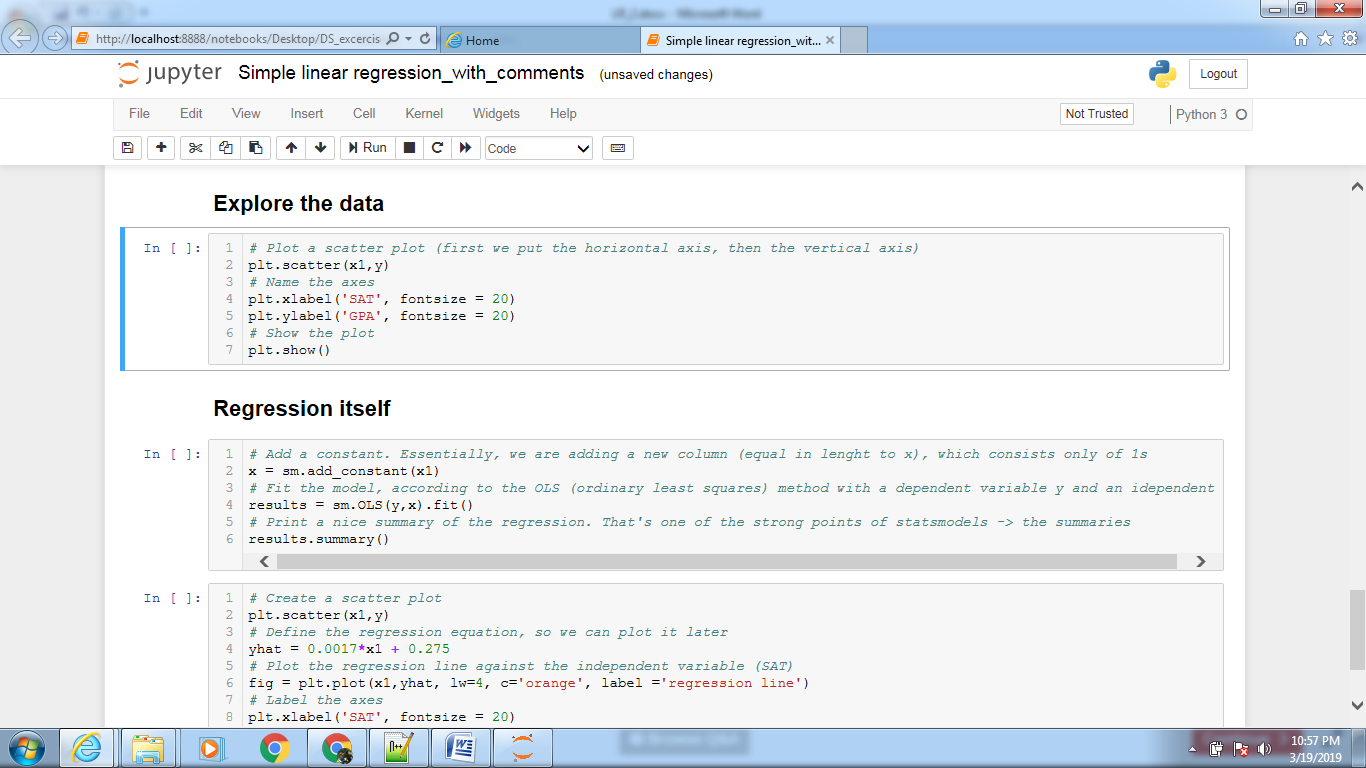 http://localhost:8888/notebooks/Desktop/DS_excercis
Home
Simple linear regression_wit...
jupyter Simple linear regression_with_comments (unsaved changes)
Logout
File Edit View Insert Cell Kernel Widgets Help
Not Trusted
Python 3
Run
Code
Explore the data
In [ ]:
1 # Plot a scatter plot (first we put the horizontal axis, then the vertical axis)
2 plt.scatter(x1,y)
3 # Name the axes
4 plt.xlabel('SAT', fontsize = 20)
5 plt.ylabel('GPA', fontsize = 20)
6 # Show the plot
7 plt.show()
Regression itself
In [ ]:
1 # Add a constant. Essentially, we are adding a new column (equal in lenght to x), which consists only of 1s
2 x = sm.add_constant(x1)
3 # Fit the model, according to the OLS (ordinary least squares) method with a dependent variable y and an idependent
4 results = sm.OLS(y,x).fit()
5 # Print a nice summary of the regression. That's one of the strong points of statsmodels -> the summaries
6 results.summary()
In [ ]:
1 # Create a scatter plot
2 plt.scatter(x1,y)
3 # Define the regression equation, so we can plot it later
4 yhat = 0.0017*x1 + 0.275
5 # Plot the regression line against the independent variable (SAT)
6 fig = plt.plot(x1,yhat, lw=4, c='orange', label ='regression line')
7 # Label the axes
8 plt.xlabel('SAT', fontsize = 20)
10:57 PM
3/19/2019